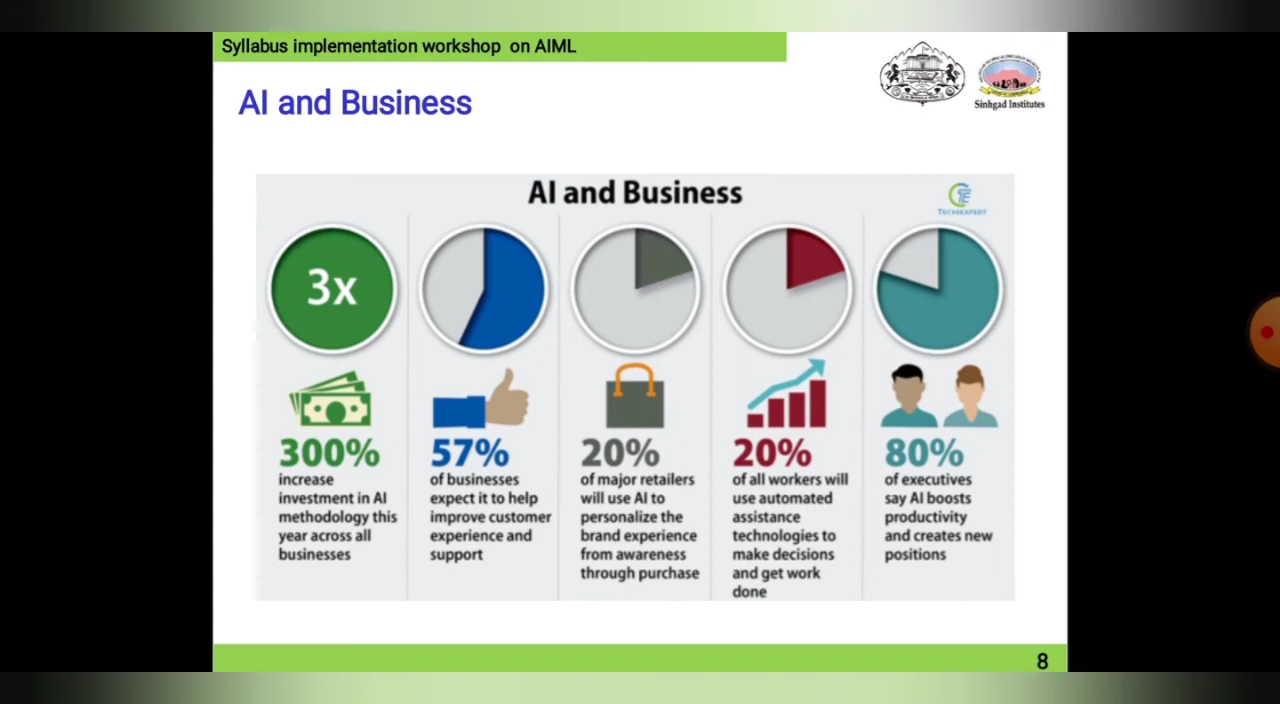 Syllabus implementation workshop on AIML
Sinhgad Institutes
AI and Business
AI and Business
TECHIEXPERT
3x
300%
increase
investment in AI
methodology this
year across all
businesses
57%
of businesses
expect it to help
improve customer
experience and
support
20%
of major retailers
will use AI to
personalize the
brand experience
from awareness
through purchase
20%
of all workers will
use automated
assistance
technologies to
make decisions
and get work
done
80%
of executives
say AI boosts
productivity
and creates new
positions
8